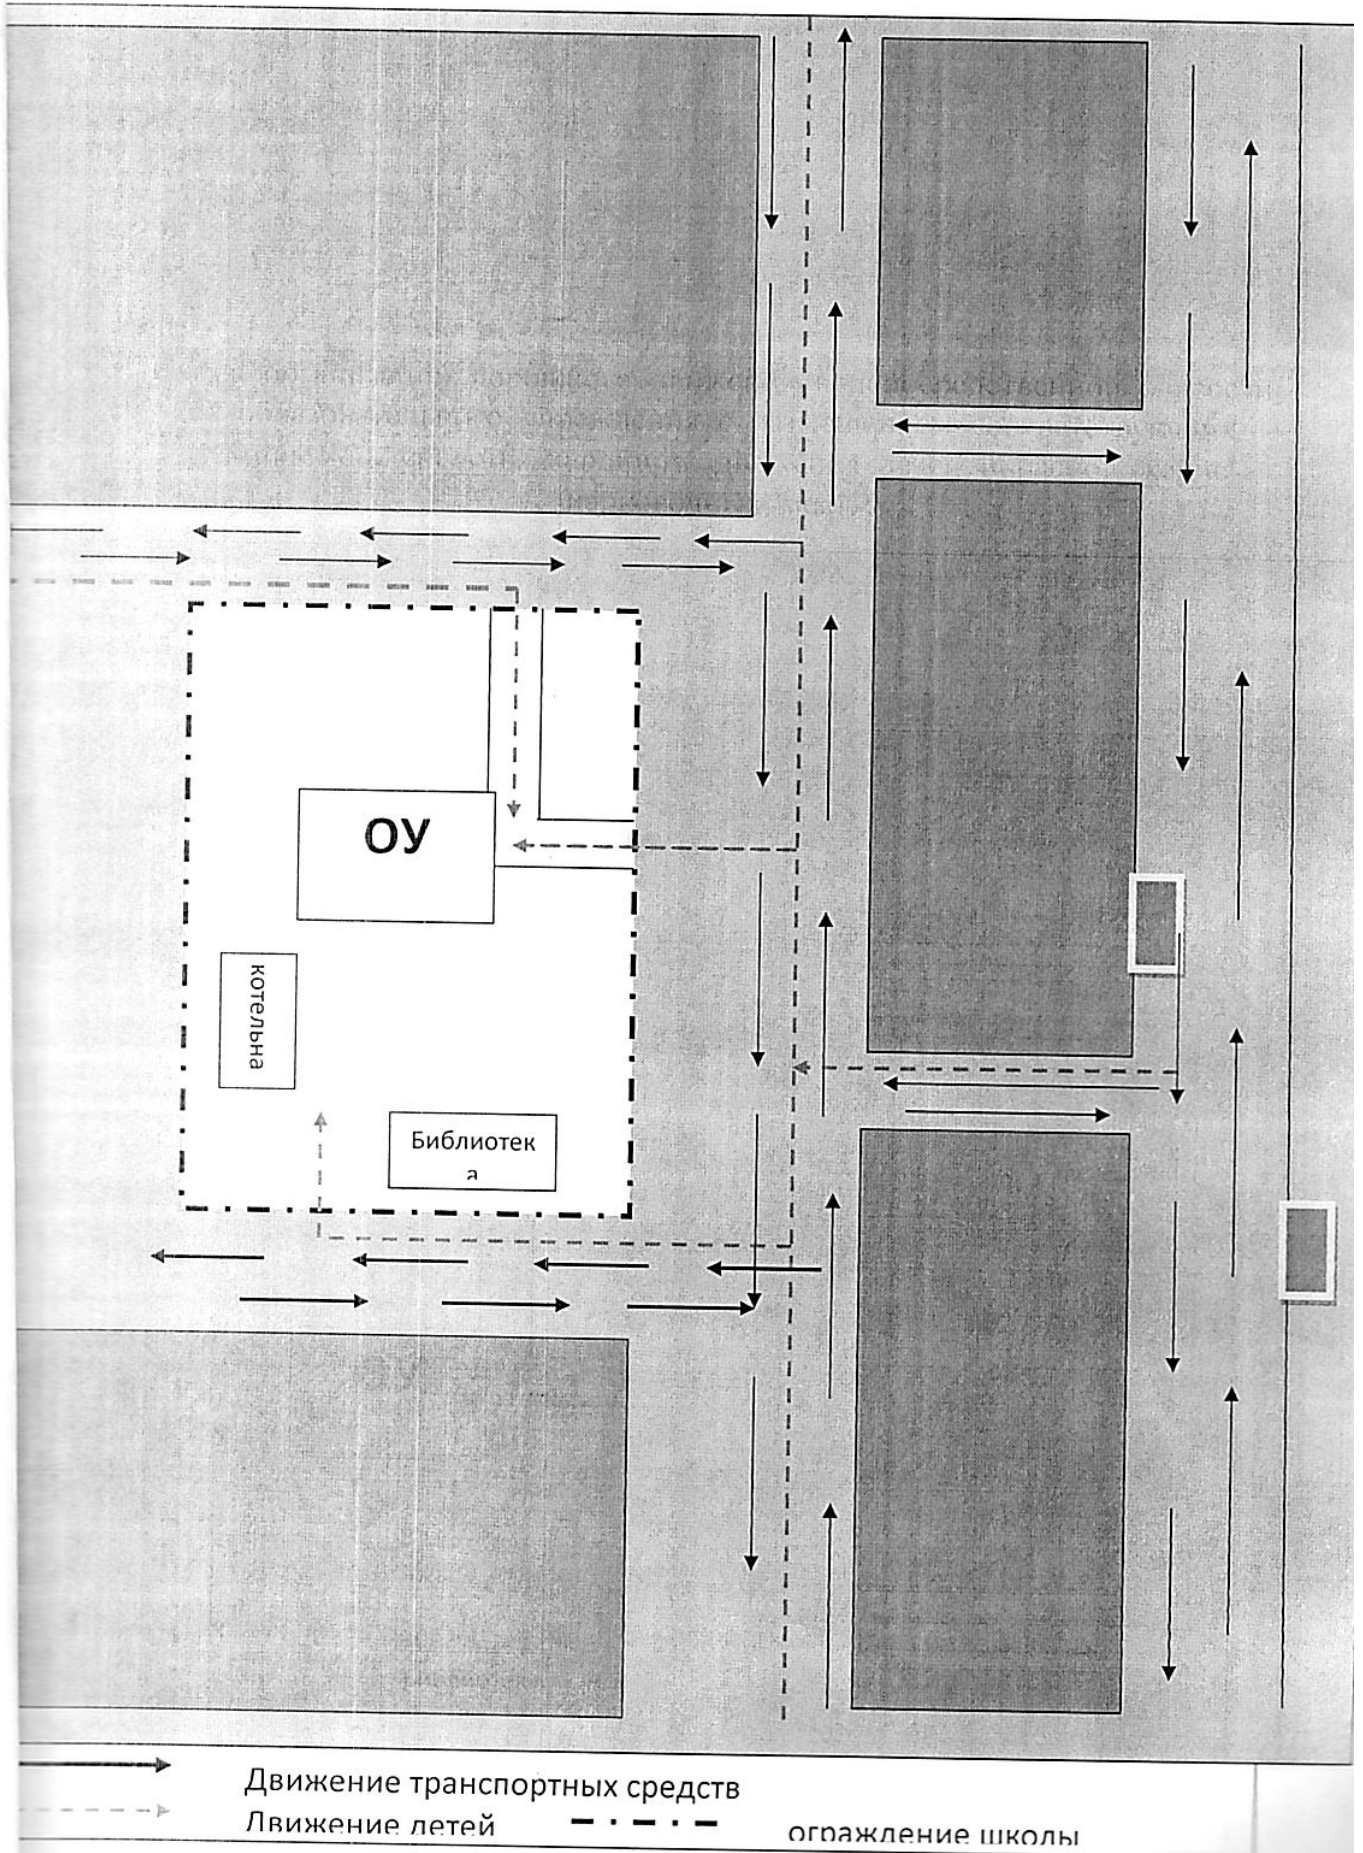 ОУ
котельна
Библиотек
а
Движение транспортных средств
Движение детей
ограждение школы